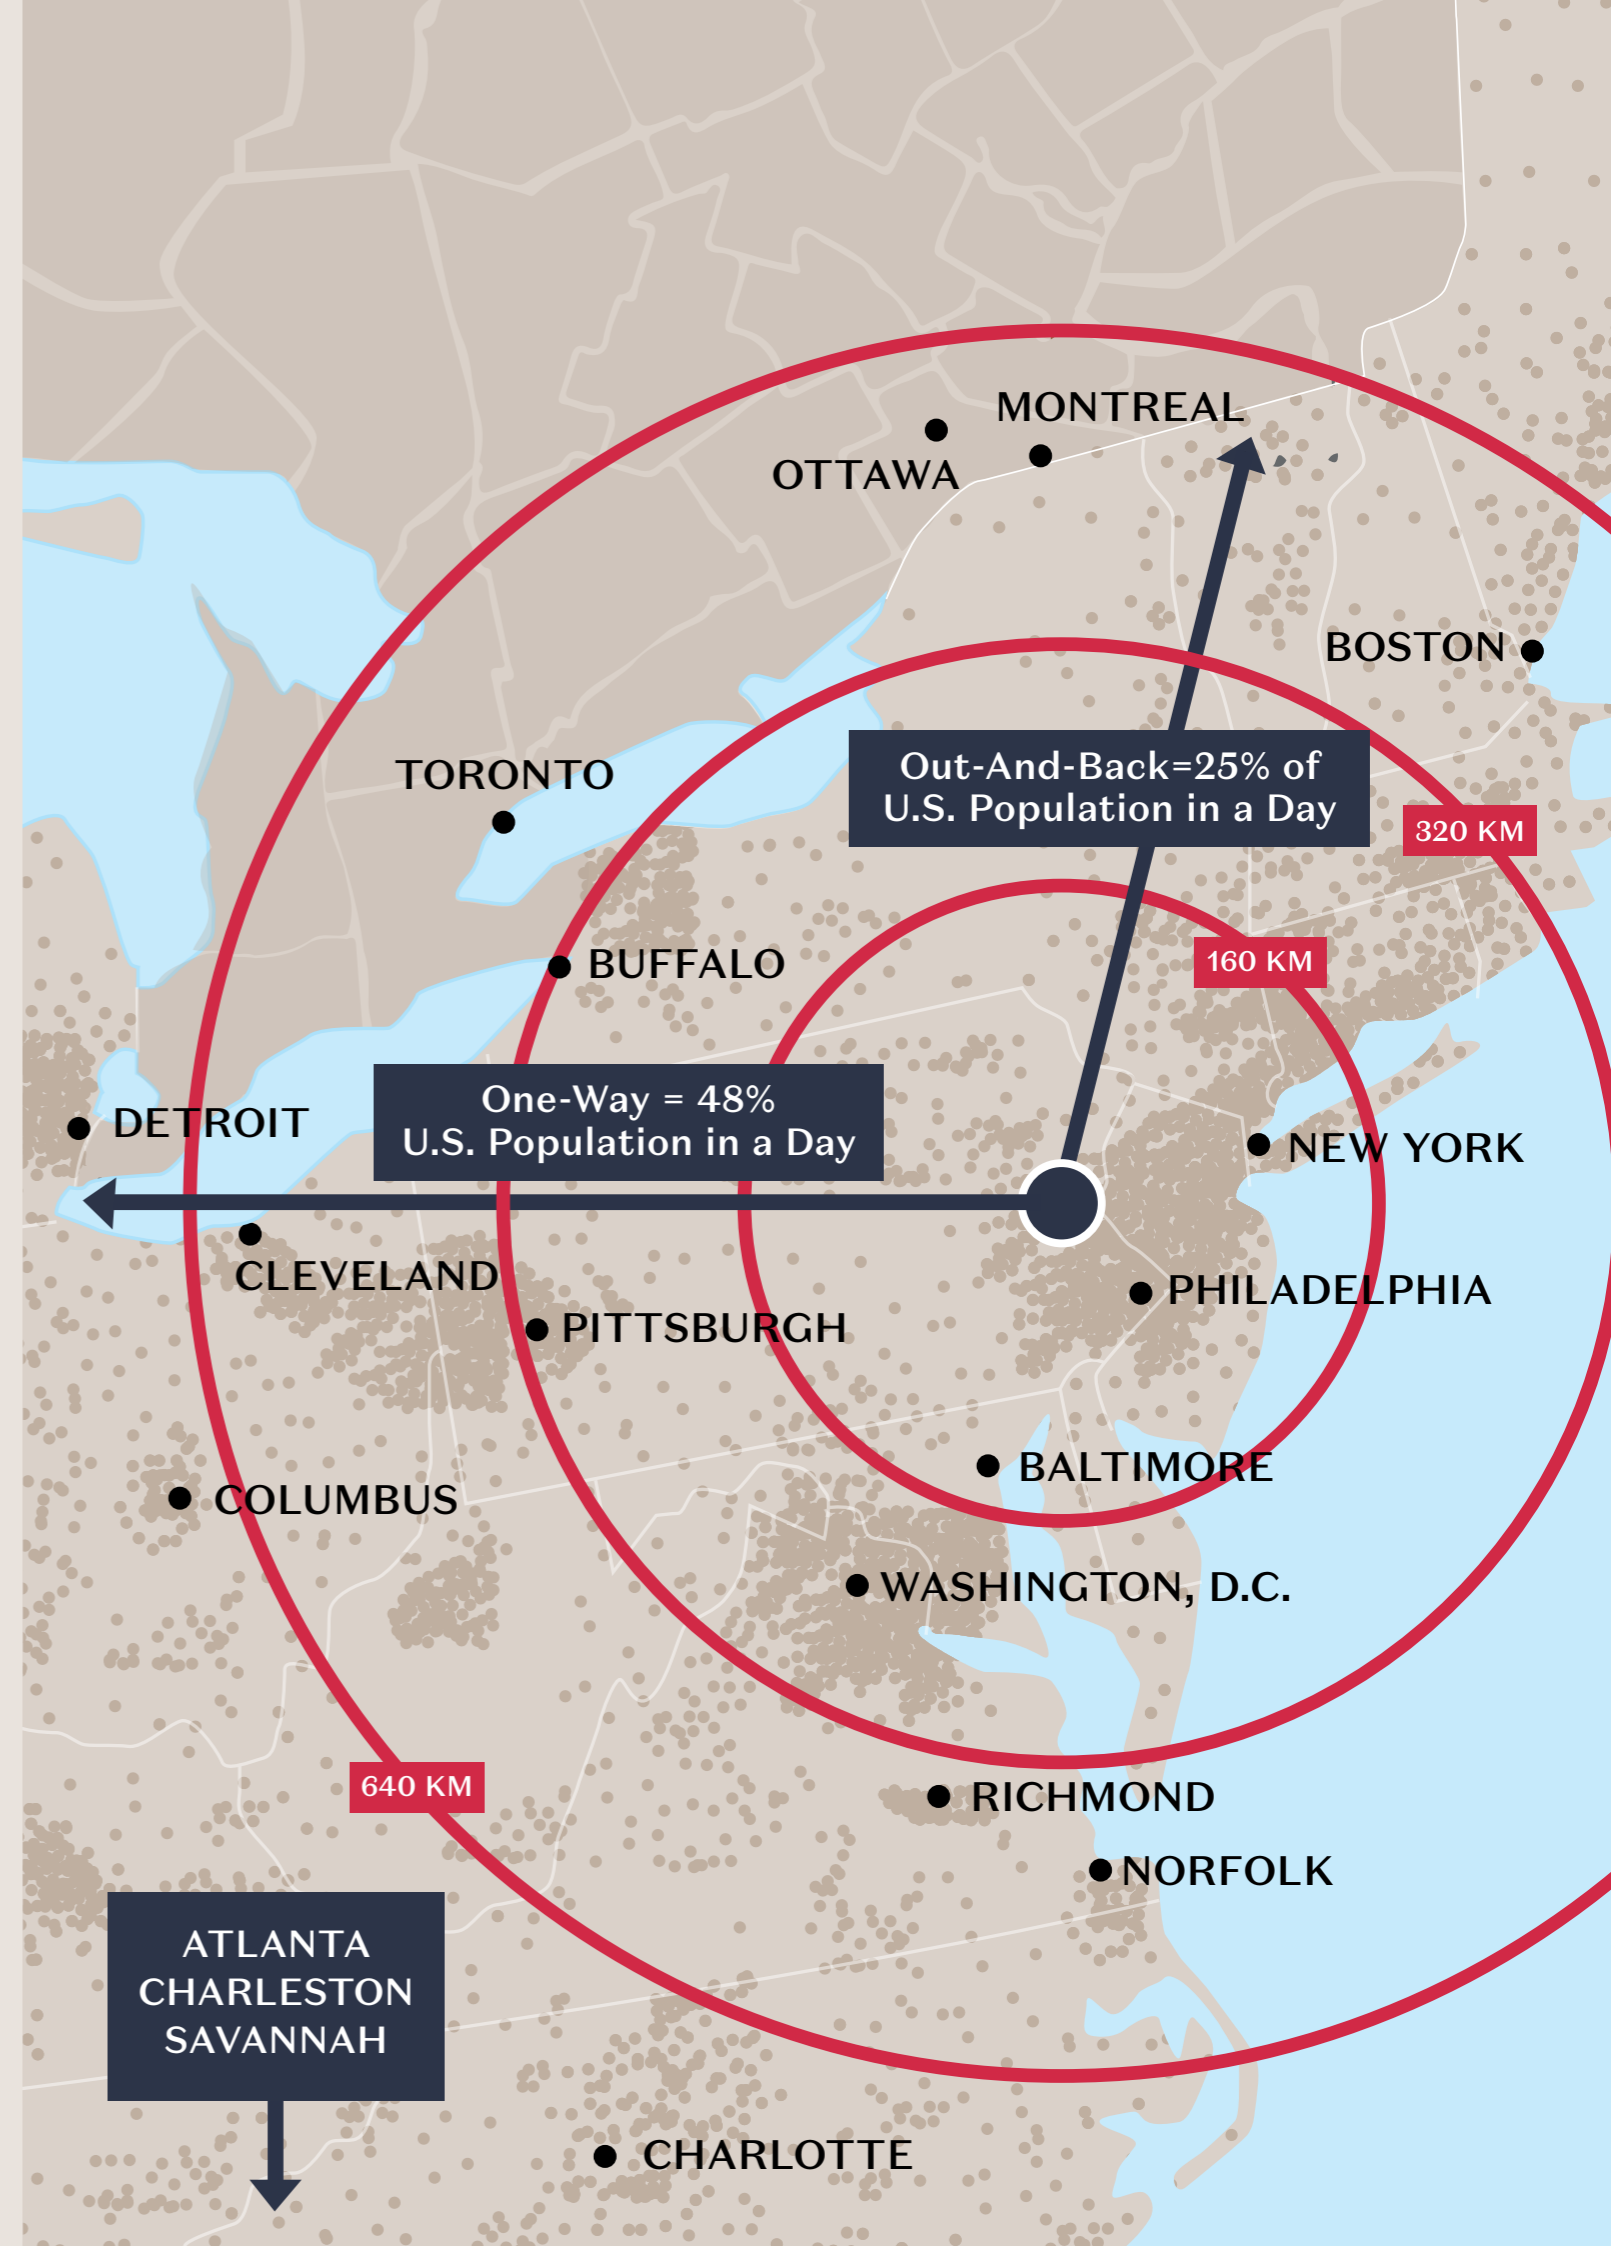 MONTREAL
OTTAWA
BOSTON
TORONTO
Out-And-Back=25% of
U.S. Population in a Day
320 KM
BUFFALO
160 KM
One-Way = 48%
U.S. Population in a Day
DETROIT
NEW YORK
CLEVELAND
PHILADELPHIA
PITTSBURGH
BALTIMORE
COLUMBUS
WASHINGTON, D.C.
640 KM
RICHMOND
NORFOLK
ATLANTA
CHARLESTON
SAVANNAH
CHARLOTTE